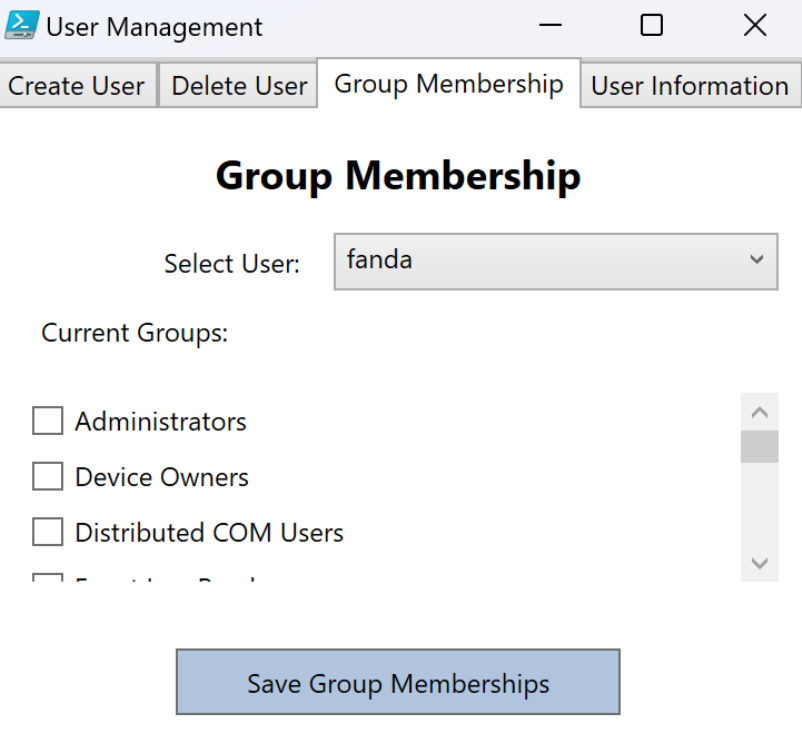 User Management
Create User Delete User Group Membership User Information
Group Membership
Select User: fanda
Current Groups:
Administrators
Device Owners
Distributed COM Users
Save Group Memberships